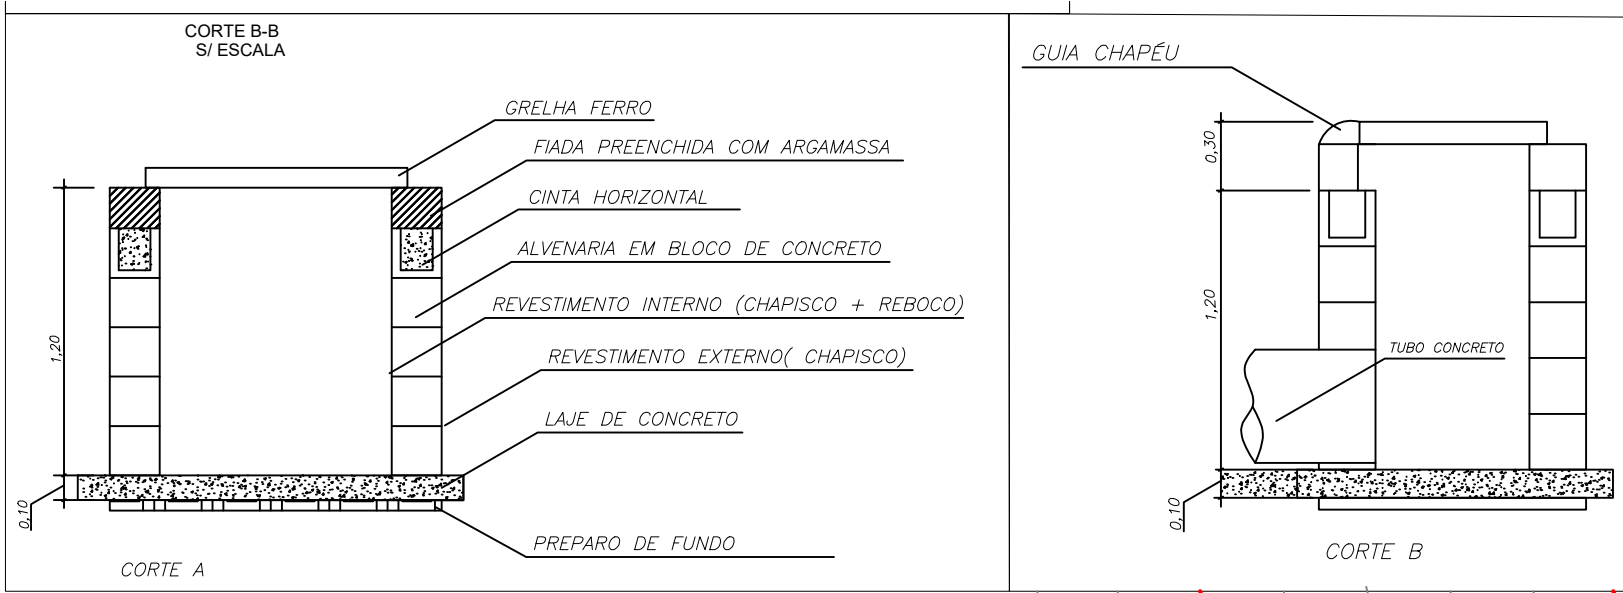 CORTE B-B
S/ ESCALA
GRELHA FERRO
FIADA PREENCHIDA COM ARGAMASSA
CINTA HORIZONTAL
ALVENARIA EM BLOCO DE CONCRETO
REVESTIMENTO INTERNO (CHAPISCO + REBOCO)
REVESTIMENTO EXTERNO( CHAPISCO)
LAJE DE CONCRETO
PREPARO DE FUNDO
1,20
0,10
CORTE A
GUIA CHAPÉU
0,30
1,20
TUBO CONCRETO
0,10
CORTE B